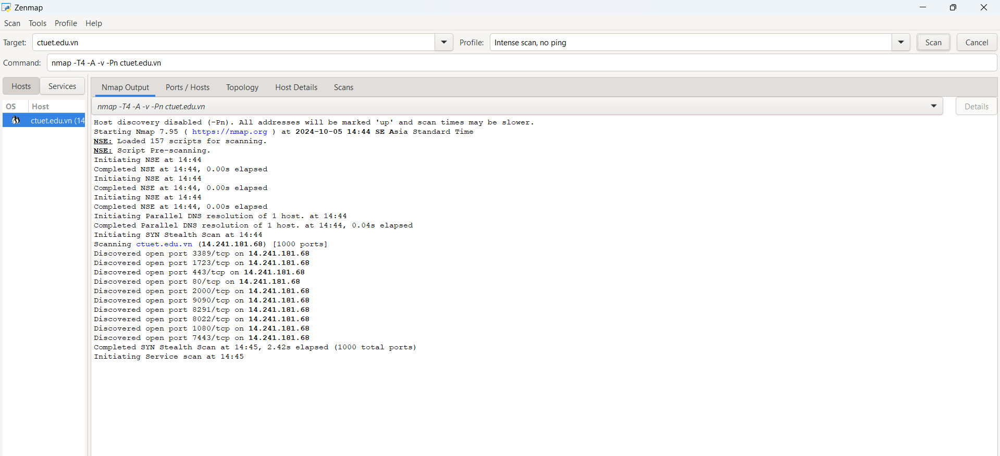 Zenmap
Scan Tools Profile Help
Target: ctuet.edu.vn Profile: Intense scan, no ping Scan Cancel
Command: nmap -T4 -A -v -Pn ctuet.edu.vn
Hosts Services Nmap Output Ports / Hosts Topology Host Details Scans
OS Host
nmap -T4 -A -v -Pn ctuet.edu.vn Details
ctuet.edu.vn (14
Host discovery disabled (-Pn). All addresses will be marked 'up' and scan times may be slower.
Starting Nmap 7.95 ( https://nmap.org ) at 2024-10-05 14:44 SE Asia Standard Time
NSE: Loaded 157 scripts for scanning.
NSE: Script Pre-scanning.
Initiating NSE at 14:44
Completed NSE at 14:44, 0.00s elapsed
Initiating NSE at 14:44
Completed NSE at 14:44, 0.00s elapsed
Initiating NSE at 14:44
Completed NSE at 14:44, 0.00s elapsed
Initiating Parallel DNS resolution of 1 host. at 14:44
Completed Parallel DNS resolution of 1 host. at 14:44, 0.04s elapsed
Initiating SYN Stealth Scan at 14:44
Scanning ctuet.edu.vn (14.241.181.68) [1000 ports]
Discovered open port 3389/tcp on 14.241.181.68
Discovered open port 1723/tcp on 14.241.181.68
Discovered open port 443/tcp on 14.241.181.68
Discovered open port 80/tcp on 14.241.181.68
Discovered open port 2000/tcp on 14.241.181.68
Discovered open port 9090/tcp on 14.241.181.68
Discovered open port 8291/tcp on 14.241.181.68
Discovered open port 8022/tcp on 14.241.181.68
Discovered open port 1080/tcp on 14.241.181.68
Discovered open port 7443/tcp on 14.241.181.68
Completed SYN Stealth Scan at 14:45, 2.42s elapsed (1000 total ports)
Initiating Service scan at 14:45